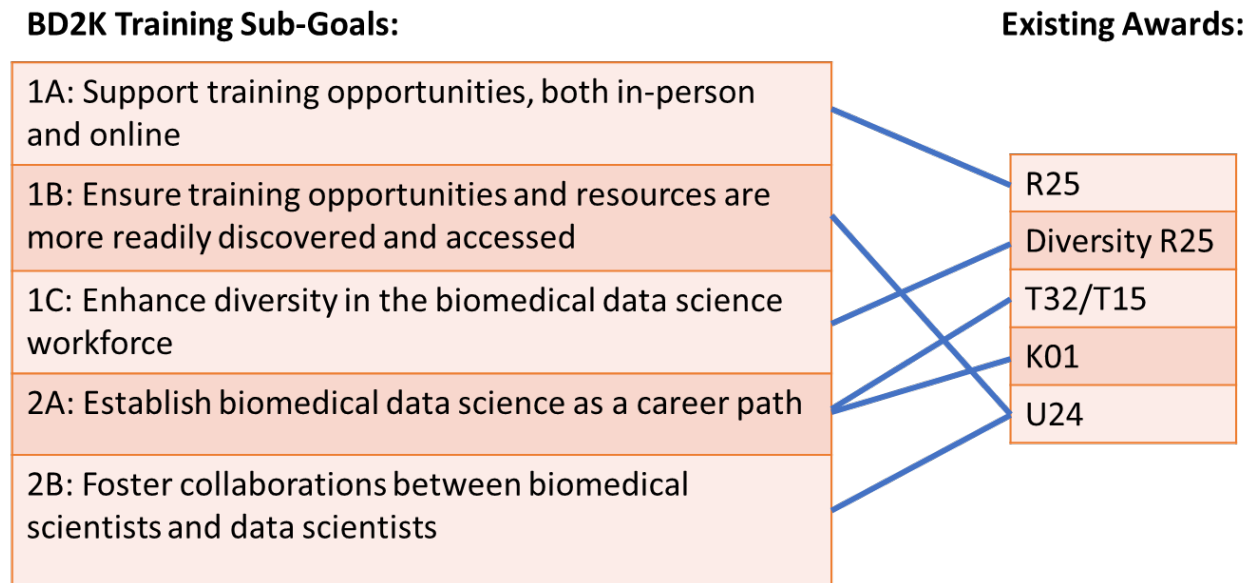 BD2K Training Sub-Goals:
Existing Awards:
1A: Support training opportunities, both in-person
and online
1B: Ensure training opportunities and resources are
more readily discovered and accessed
1C: Enhance diversity in the biomedical data science
workforce
2A: Establish biomedical data science as a career path
2B: Foster collaborations between biomedical
scientists and data scientists
R25
Diversity R25
T32/T15
K01
U24